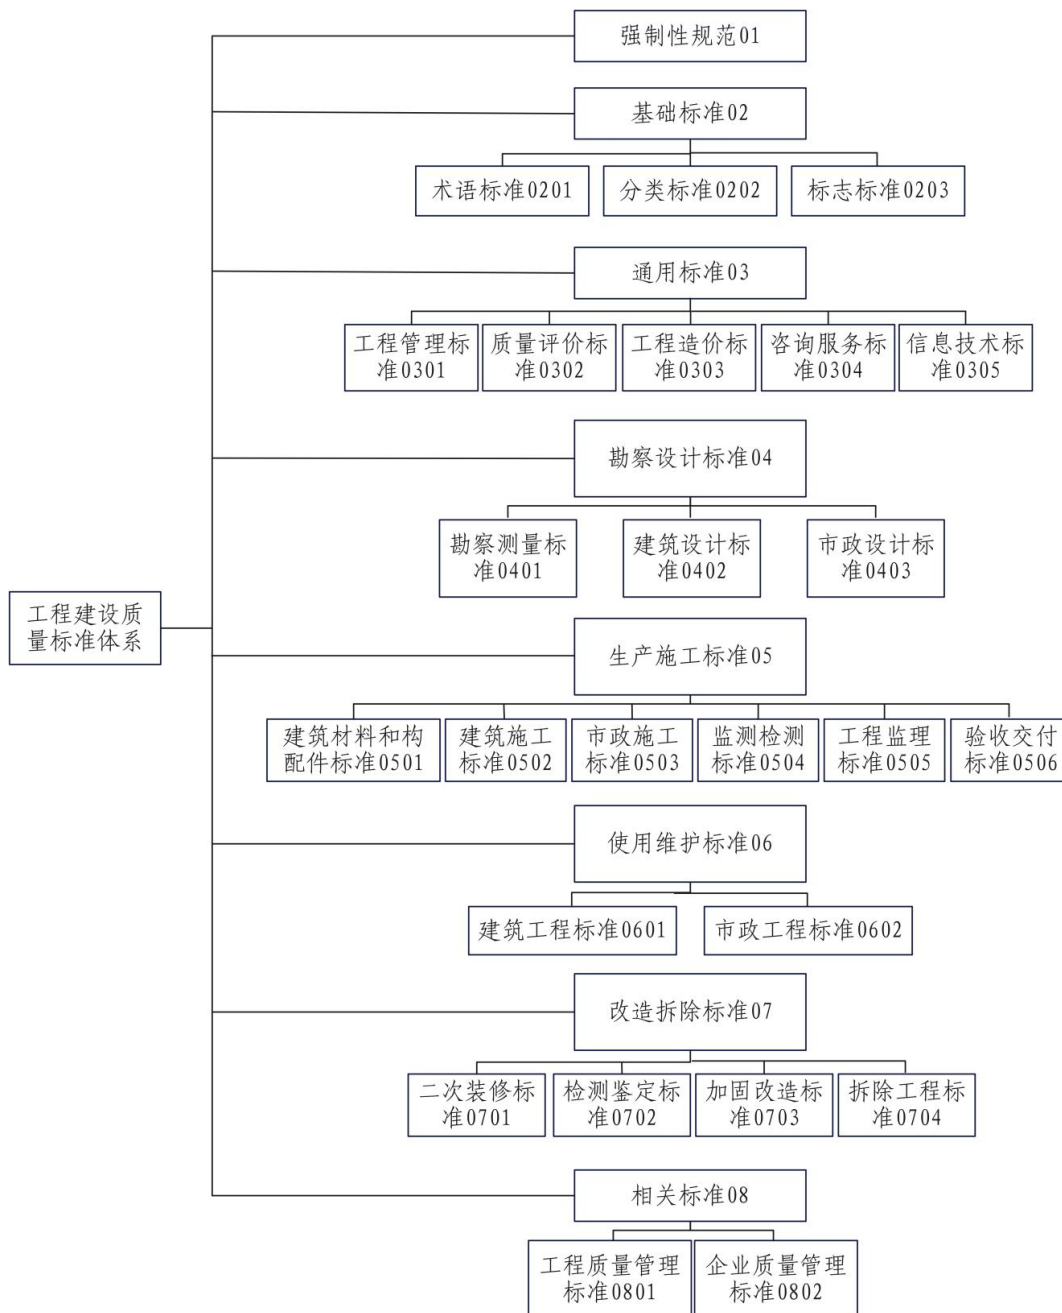 强制性规范01
基础标准02
术语标准0201
分类标准0202
标志标准0203
通用标准03
工程管理标
准0301
质量评价标
准0302
工程造价标
准0303
咨询服务标
准0304
信息技术标
准0305
勘察设计标准04
勘察测量标
准0401
建筑设计标
准0402
市政设计标
准0403
工程建设质
量标准体系
生产施工标准05
建筑材料和构
配件标准0501
建筑施工
标准0502
市政施工
标准0503
监测检测
标准0504
工程监理
标准0505
验收交付
标准0506
使用维护标准06
建筑工程标准0601
市政工程标准0602
改造拆除标准07
二次装修标
准0701
检测鉴定标
准0702
加固改造标
准0703
拆除工程标
准0704
相关标准08
工程质量管理
标准0801
企业质量管理
标准0802